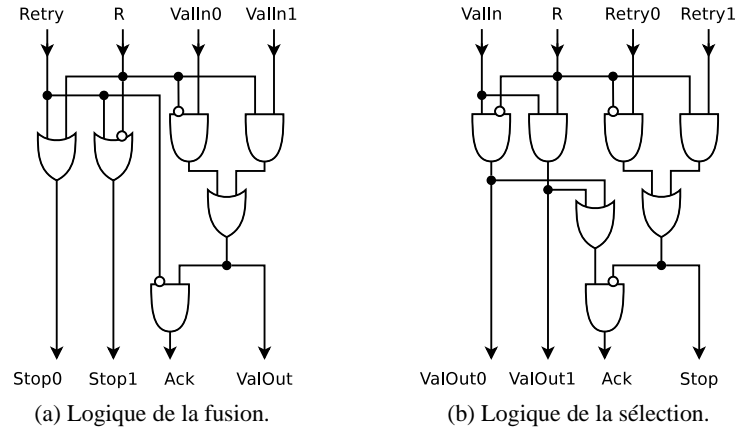 Retry R ValIn0 ValIn1
ValIn R Retry0 Retry1
Stop0 Stop1 Ack ValOut
ValOut0 ValOut1 Ack Stop
(a) Logique de la fusion.
(b) Logique de la sélection.